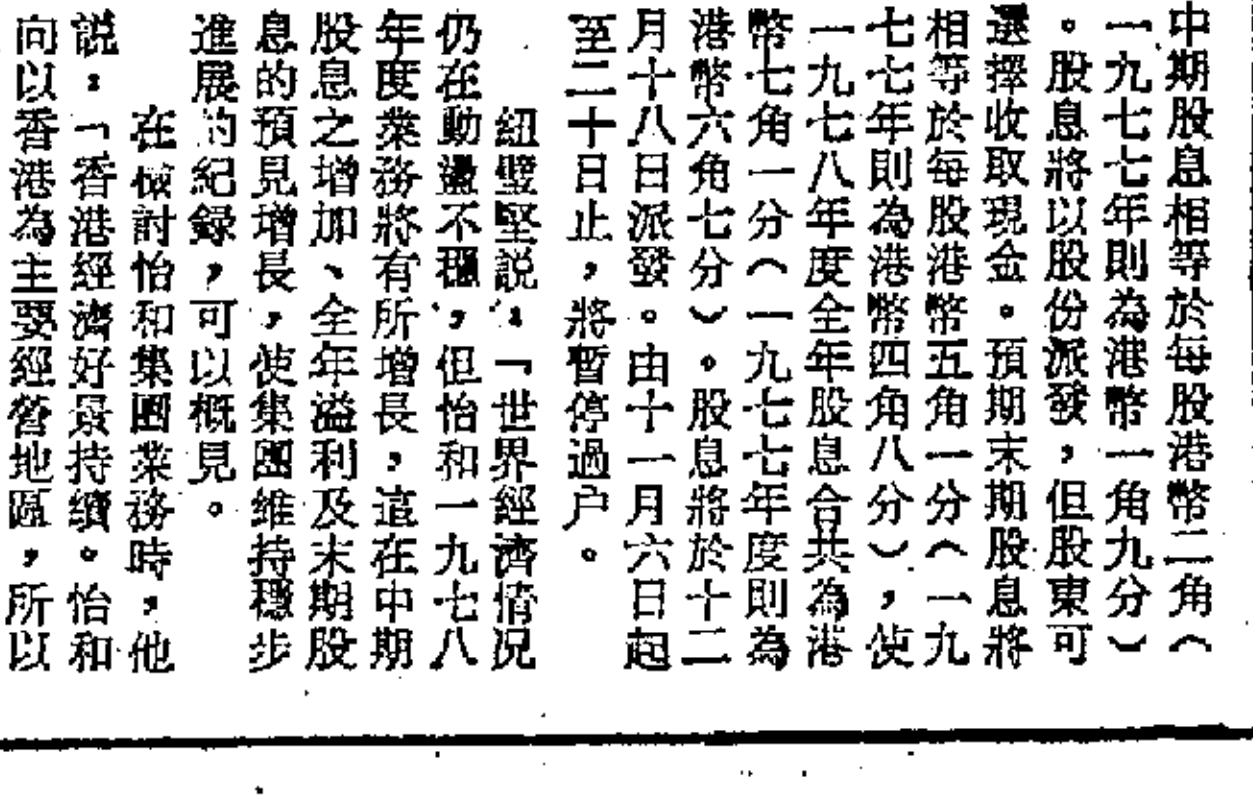 中期股息相等於每股港幣二角(
一九七七年則為港幣一角九分)
。股息將以股份派發,但股東可
選擇收取現金。預期末期股息將
相等於每股港幣五角一分(一九
七七年則為港幣四角八分),使
一九七八年度全年股息合共為港
幣七角一分(一九七七年度則為
港幣六角七分)。股息將於十二
月十八日派發。由十一月六日起
至二十日止,將暫停過户。
紐璧堅説:「世界經濟情况
仍在動盪不穩,但怡和一九七八
年度業務將有所增長,這在中期
股息之增加、全年溢利及末期股
息的預見增長,使集團維持穩步
進展的紀録,可以概見。
在檢討怡和集團業務時,他
説:「香港經濟好景持續。怡和
向以香港為主要經營地區,所以